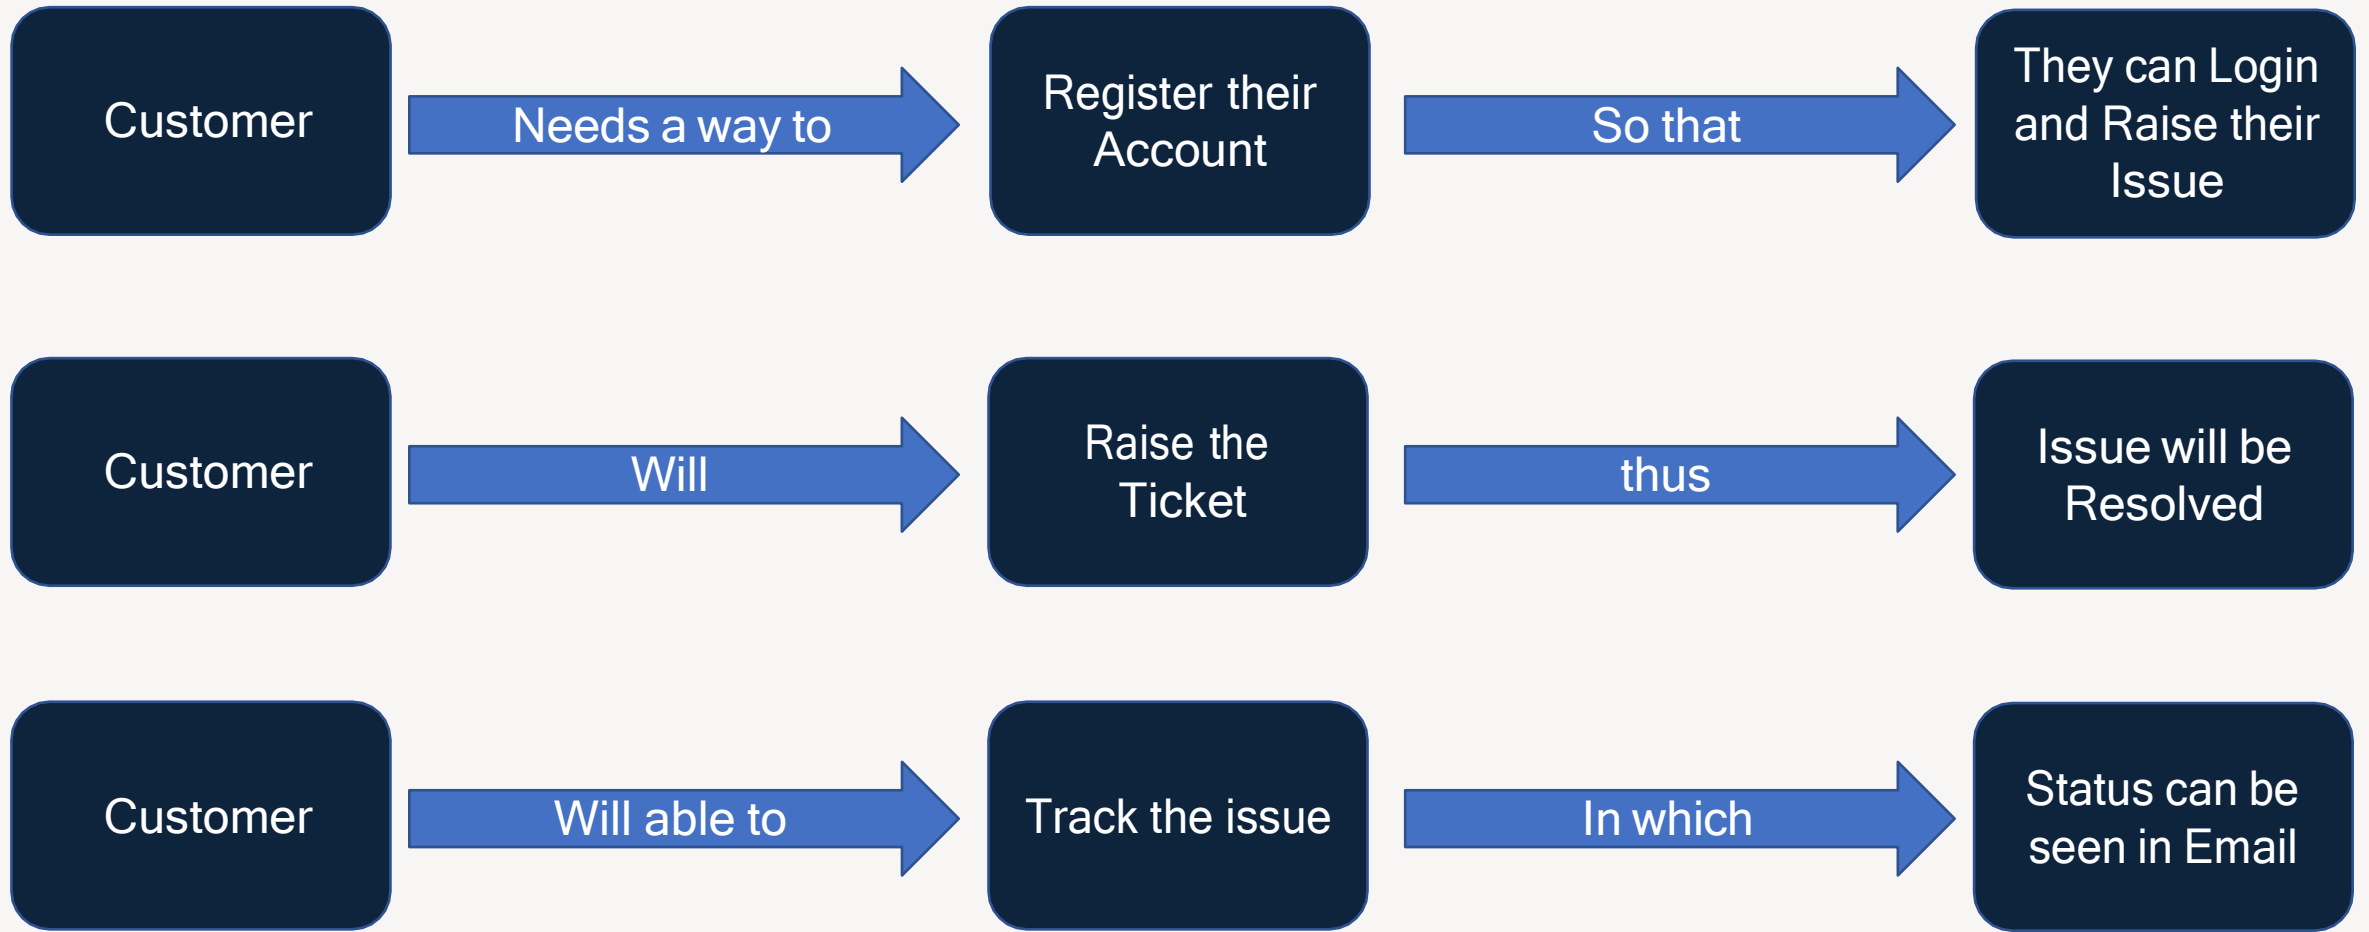 Customer
Needs a way to
Register their
Account
So that
They can Login
and Raise their
Issue
Customer
Will
Raise the
Ticket
thus
Issue will be
Resolved
Customer
Will able to
Track the issue
In which
Status can be
seen in Email